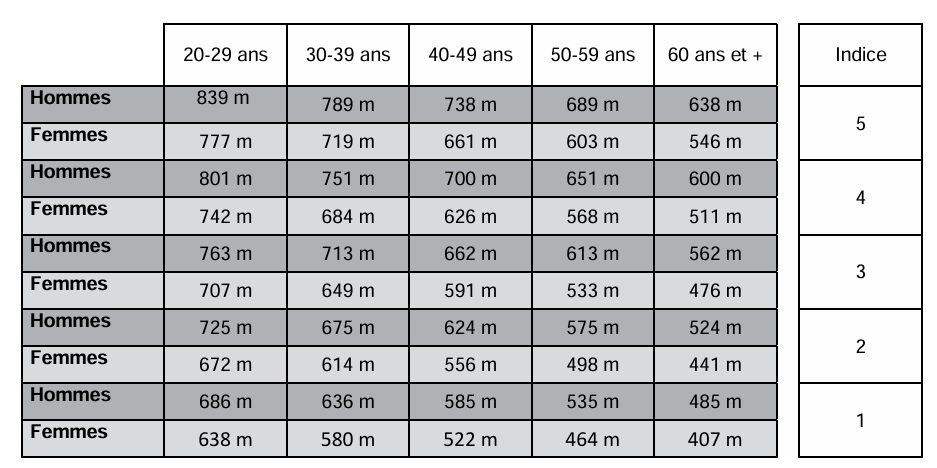 20-29 ans 30-39 ans 40-49 ans 50-59 ans 60 ans et + Indice
Hommes 839 m 789 m 738 m 689 m 638 m
5
Femmes 777 m 719 m 661 m 603 m 546 m
Hommes 801 m 751 m 700 m 651 m 600 m
4
Femmes 742 m 684 m 626 m 568 m 511 m
Hommes 763 m 713 m 662 m 613 m 562 m
3
Femmes 707 m 649 m 591 m 533 m 476 m
Hommes 725 m 675 m 624 m 575 m 524 m
2
Femmes 672 m 614 m 556 m 498 m 441 m
Hommes 686 m 636 m 585 m 535 m 485 m
1
Femmes 638 m 580 m 522 m 464 m 407 m